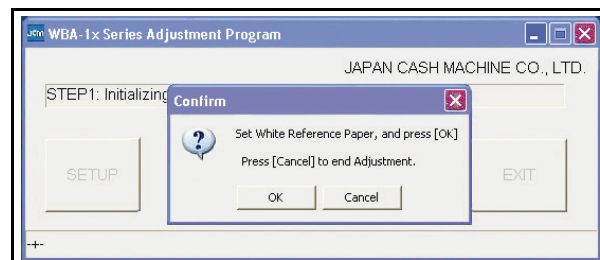 JCM WBA-1x Series Adjustment Program
JAPAN CASH MACHINE CO., LTD.
STEP1: Initializing
Confirm
Set White Reference Paper, and press [OK]
Press [Cancel] to end Adjustment.
OK Cancel
SETUP
EXIT
-+-